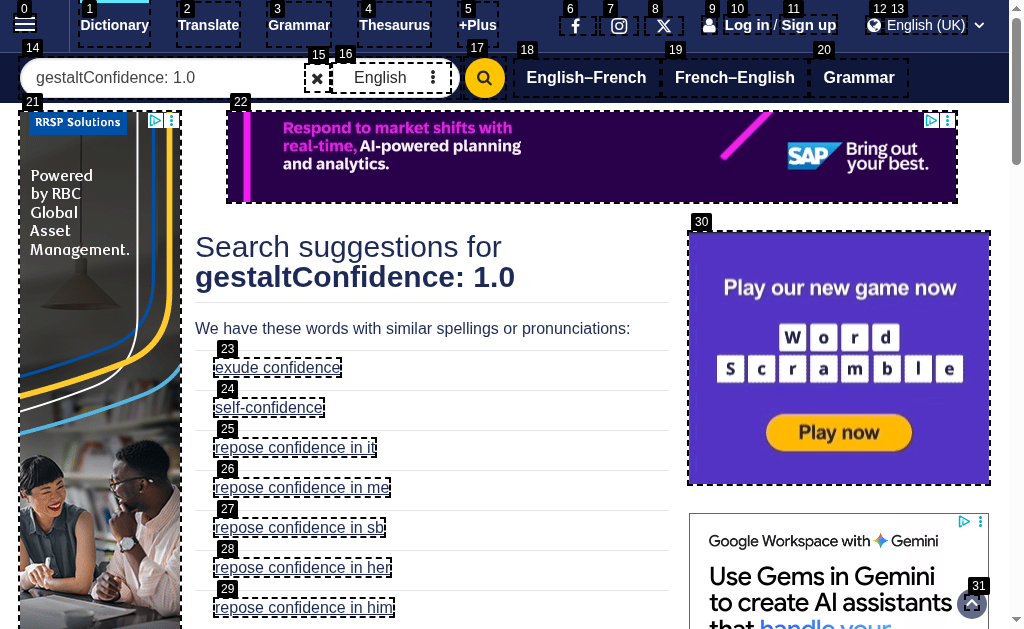 0 1 2 3 4 5 6 7 8 9 10 11 12 13
Dictionary Translate Grammar Thesaurus +Plus Log in / Sign up English (UK)
14 15 16 17 18 19 20
gestaltConfidence: 1.0 English English–French French–English Grammar
21 22
RRSP Solutions
Powered
by RBC
Global
Asset
Management.
Respond to market shifts with
real-time, AI-powered planning
and analytics.
SAP Bring out
your best.
Search suggestions for
gestaltConfidence: 1.0
We have these words with similar spellings or pronunciations:
23
exude confidence
24
self-confidence
25
repose confidence in it
26
repose confidence in me
27
repose confidence in sb
28
repose confidence in her
29
repose confidence in him
30
Play our new game now
Word
Scramble
Play now
Google Workspace with Gemini
Use Gems in Gemini
to create AI assistants
that handle your
31